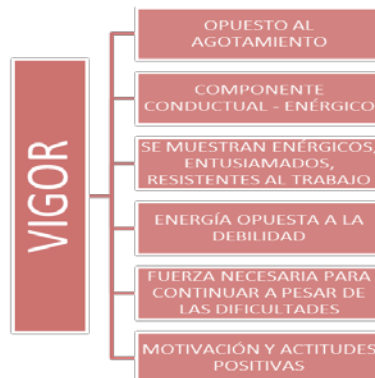 VIGOR
OPUESTO AL
AGOTAMIENTO
COMPONENTE
CONDUCTUAL - ENÉRGICO
SE MUESTRAN ENÉRGICOS,
ENTUSIAMADOS,
RESISTENTES AL TRABAJO
ENERGÍA OPUESTA A LA
DEBILIDAD
FUERZA NECESARIA PARA
CONTINUAR A PESAR DE
LAS DIFICULTADES
MOTIVACIÓN Y ACTITUDES
POSITIVAS